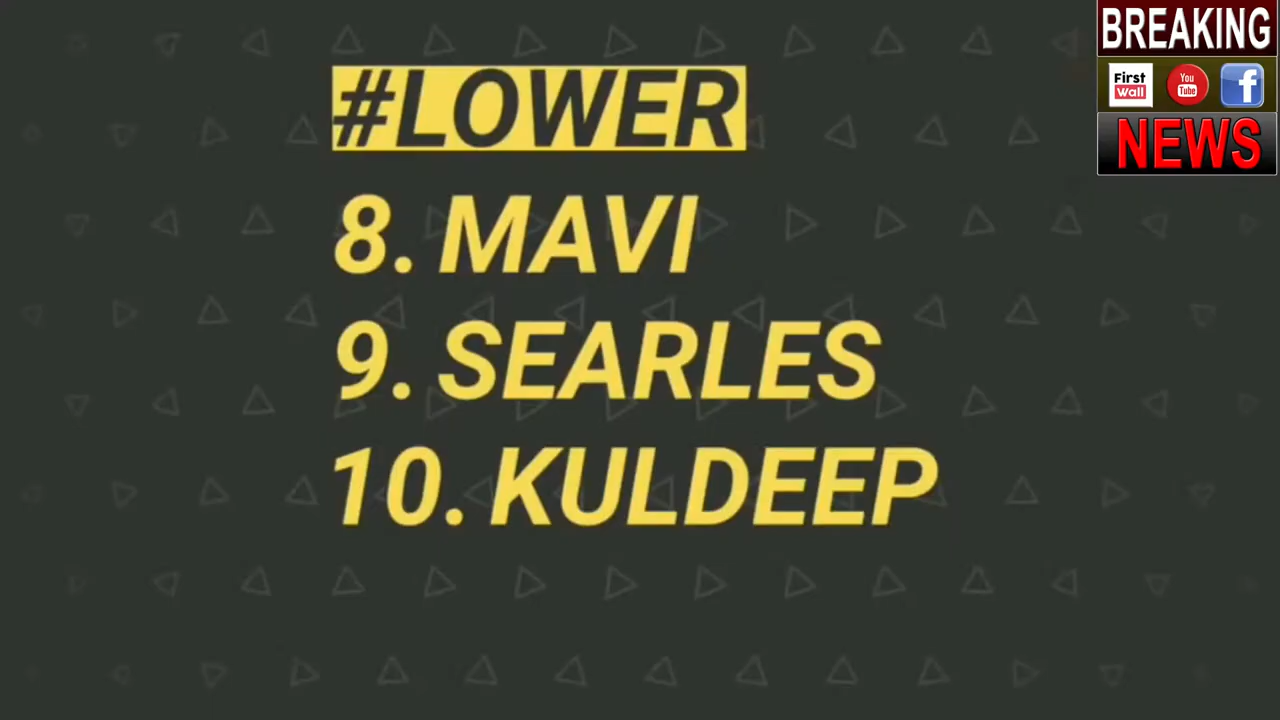 BREAKING
First
Wall
You
Tube
f
NEWS
#LOWER
8. MAVI
9. SEARLES
10. KULDEEP